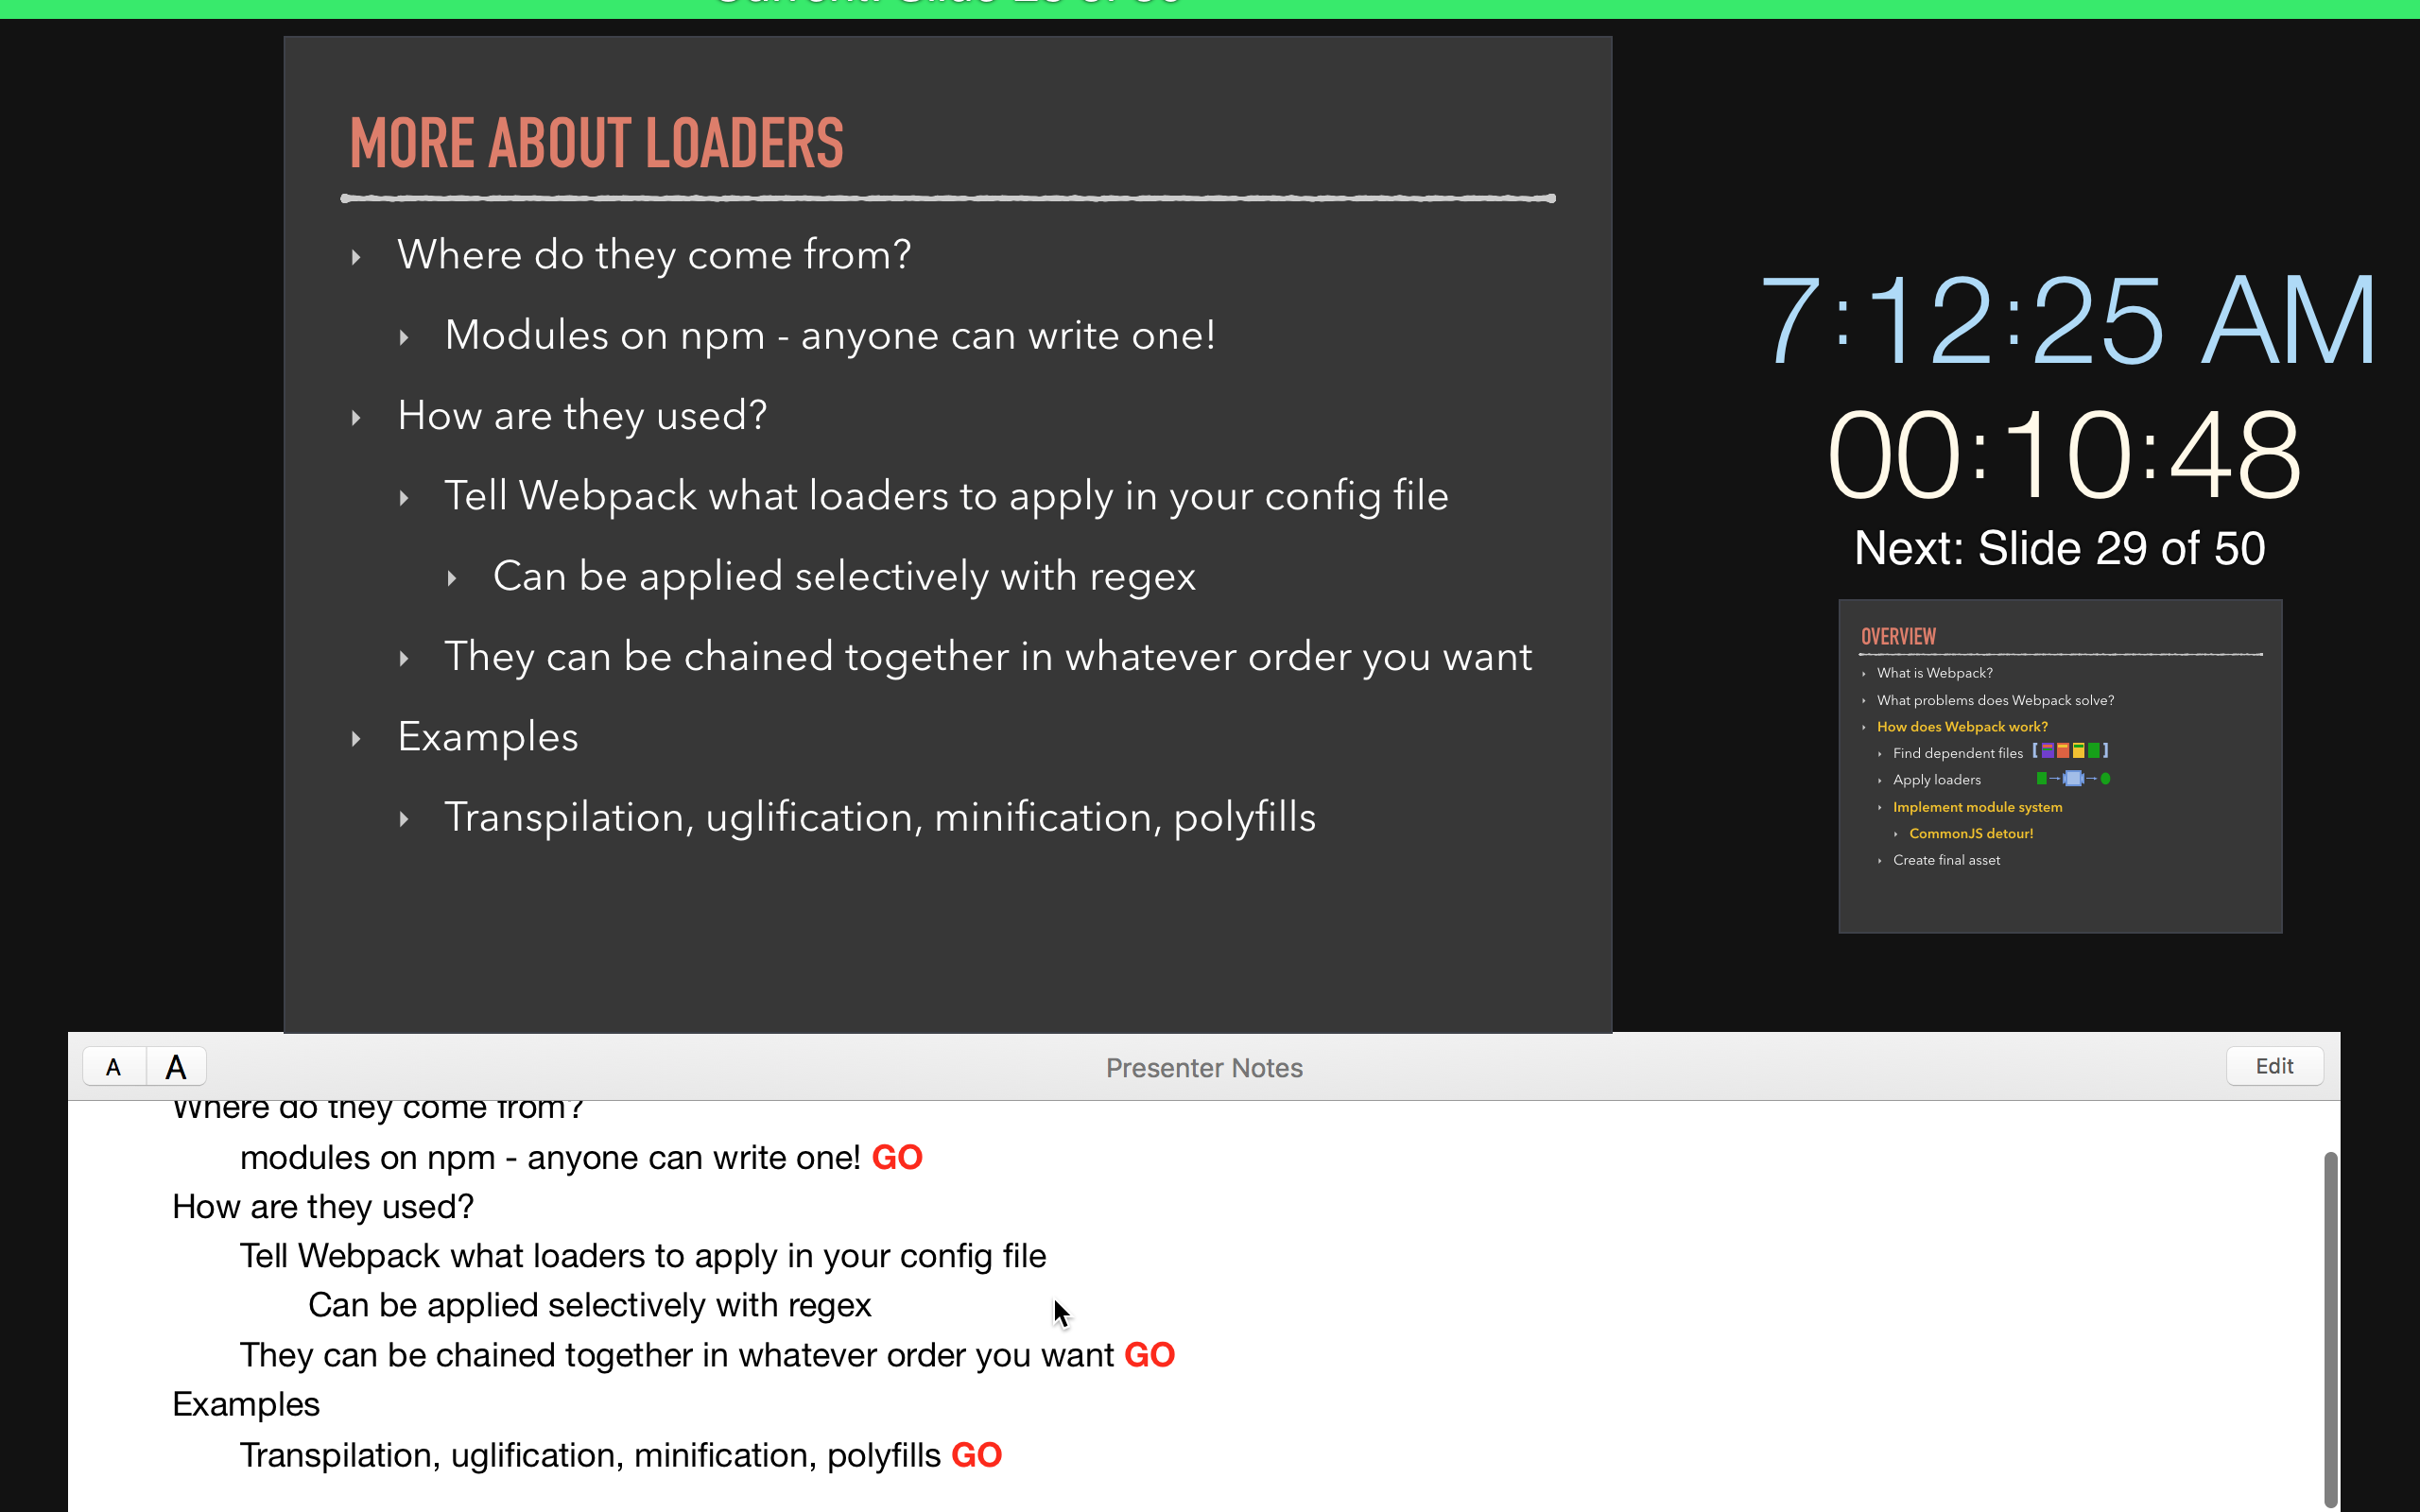 Current: Slide 28 of 50
MORE ABOUT LOADERS
Where do they come from?
Modules on npm - anyone can write one!
How are they used?
Tell Webpack what loaders to apply in your config file
Can be applied selectively with regex
They can be chained together in whatever order you want
Examples
Transpilation, uglification, minification, polyfills
7:12:25 AM
00:10:48
Next: Slide 29 of 50
OVERVIEW
What is Webpack?
What problems does Webpack solve?
How does Webpack work?
Find dependent files
Apply loaders
Implement module system
CommonJS detour!
Create final asset
A A
Presenter Notes
Edit
Where do they come from?
modules on npm - anyone can write one! GO
How are they used?
Tell Webpack what loaders to apply in your config file
Can be applied selectively with regex
They can be chained together in whatever order you want GO
Examples
Transpilation, uglification, minification, polyfills GO